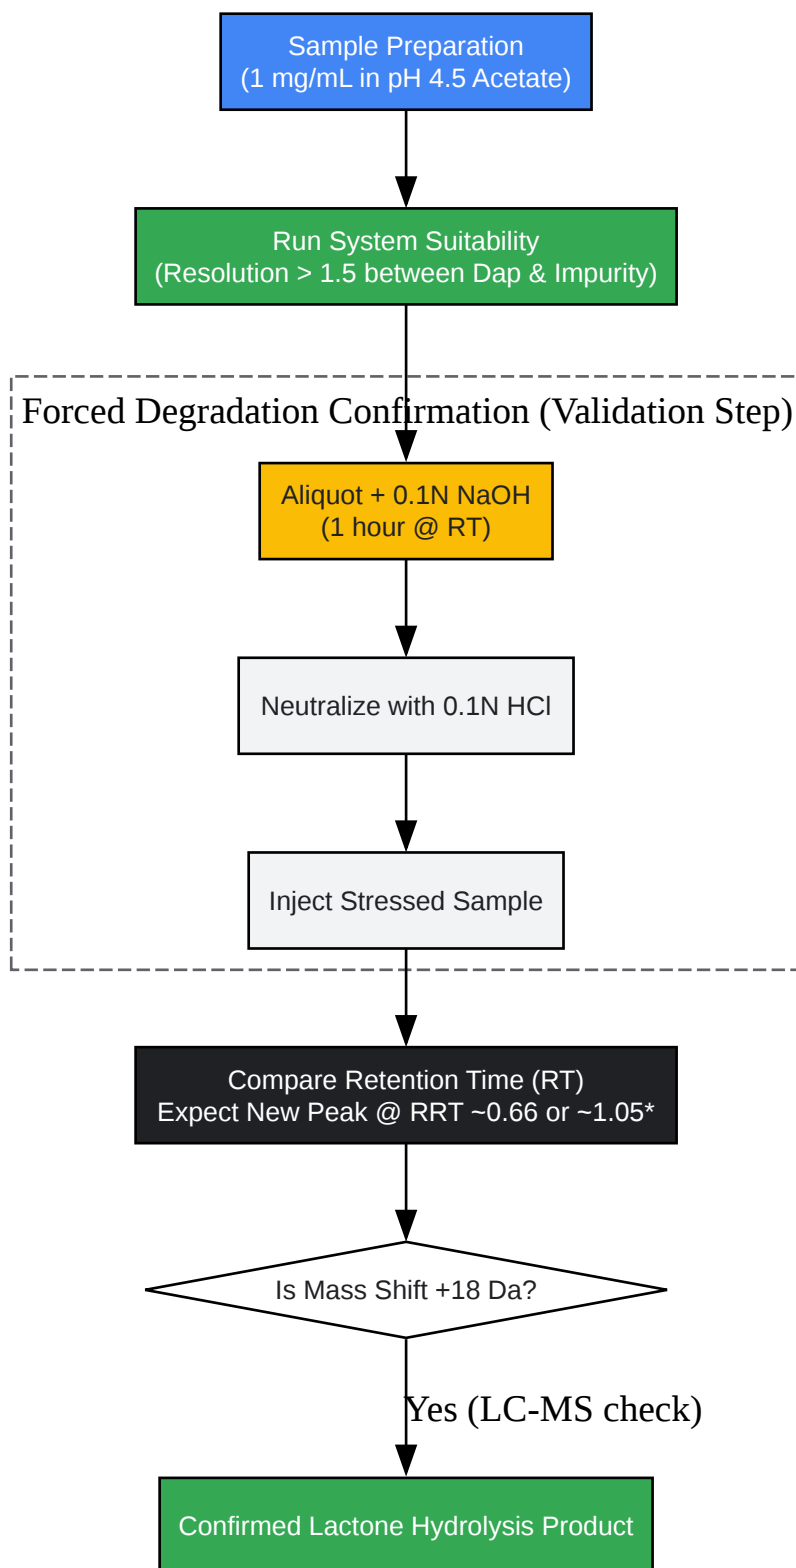 Sample Preparation
(1 mg/mL in pH 4.5 Acetate)
Run System Suitability
(Resolution > 1.5 between Dap & Impurity)
Forced Degradation Confirmation (Validation Step)
Aliquot + 0.1N NaOH
(1 hour @ RT)
Neutralize with 0.1N HCl
Inject Stressed Sample
Compare Retention Time (RT)
Expect New Peak @ RRT ~0.66 or ~1.05*
Is Mass Shift +18 Da?
Yes (LC-MS check)
Confirmed Lactone Hydrolysis Product